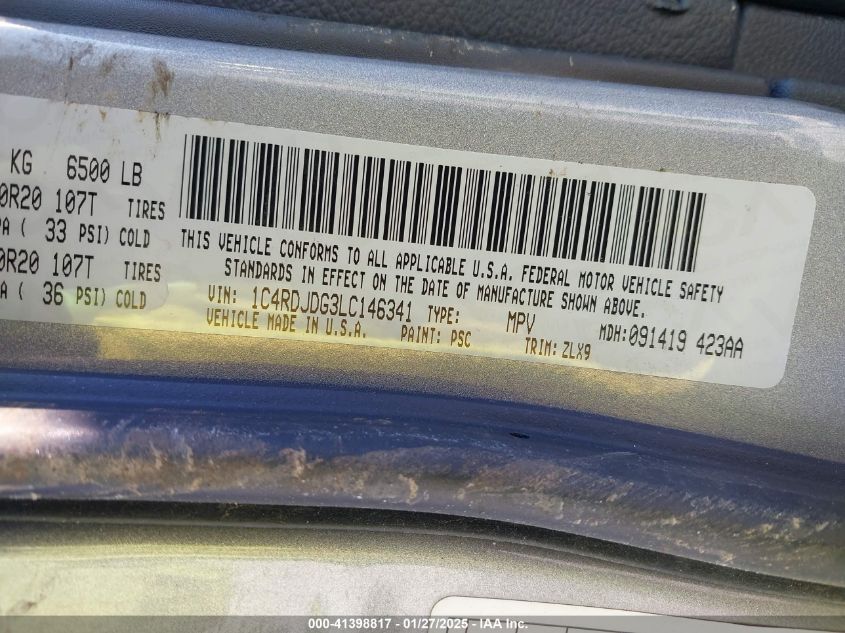 KG 6500 LB
0R20 107T TIRES
PA ( 33 PSI) COLD
0R20 107T TIRES
A ( 36 PSI) COLD
THIS VEHICLE CONFORMS TO ALL APPLICABLE U.S.A. FEDERAL MOTOR VEHICLE SAFETY
STANDARDS IN EFFECT ON THE DATE OF MANUFACTURE SHOWN ABOVE.
VIN: 1C4RDJDG3LC146341 TYPE: MPV MDH:091419 423AA
VEHICLE MADE IN U.S.A. PAINT: PSC TRIM: ZLX9
000-41398817 - 01/27/2025 - IAA Inc.